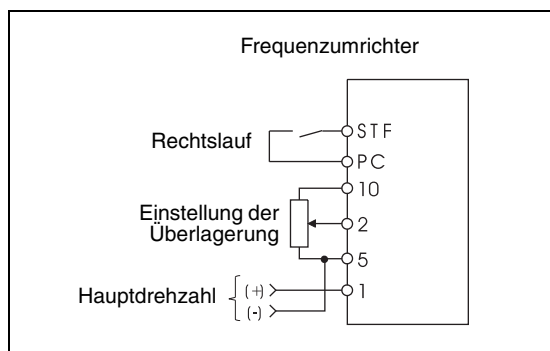 Frequenzumrichter
Rechtslauf
STF
PC
10
Einstellung der
Überlagerung
2
5
Hauptdrehzahl
(+)
(-)
1